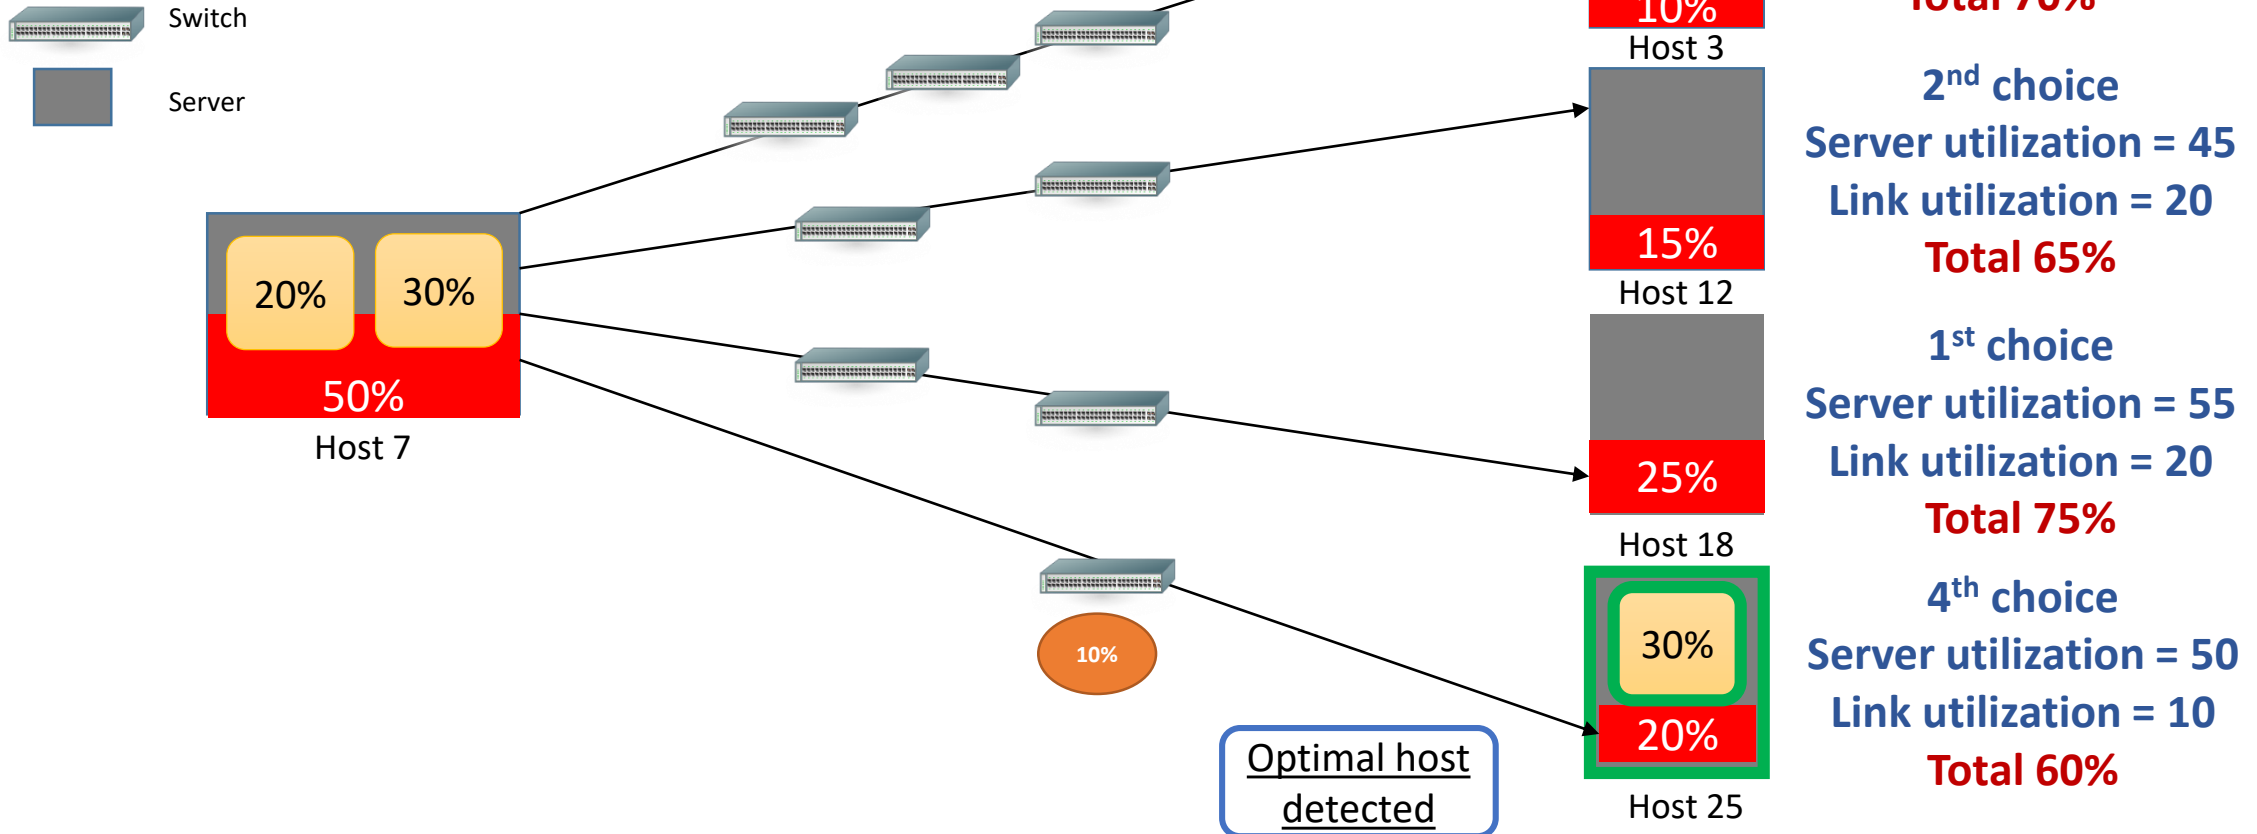 Switch
Server
20%
30%
50%
Host 7
10%
Optimal host
detected
10%
Host 3
15%
Host 12
25%
Host 18
30%
20%
Host 25
Total 70%
2nd choice
Server utilization = 45
Link utilization = 20
Total 65%
1st choice
Server utilization = 55
Link utilization = 20
Total 75%
4th choice
Server utilization = 50
Link utilization = 10
Total 60%